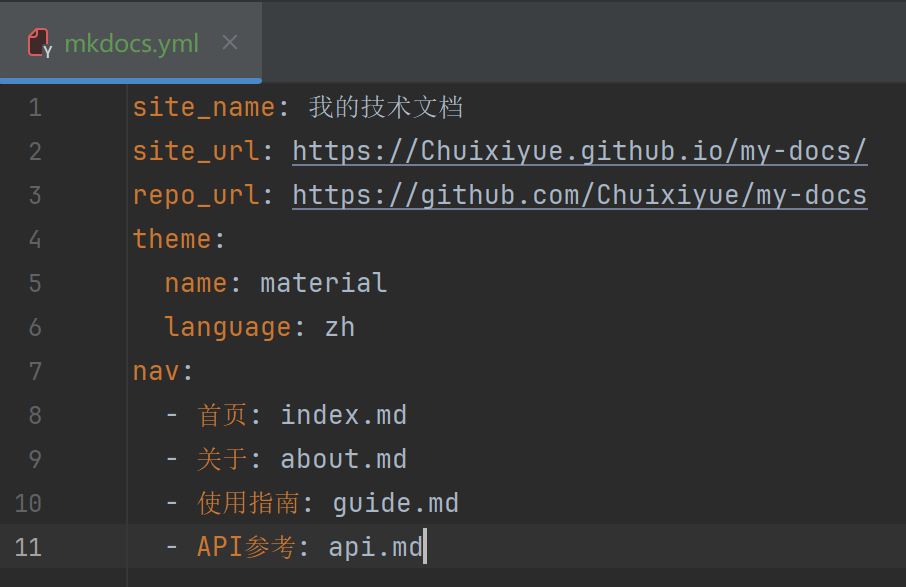 mkdocs.yml
1 site_name: 我的技术文档
2 site_url: https://Chuixiyue.github.io/my-docs/
3 repo_url: https://github.com/Chuixiyue/my-docs
4 theme:
5   name: material
6   language: zh
7 nav:
8   - 首页: index.md
9   - 关于: about.md
10   - 使用指南: guide.md
11   - API参考: api.md